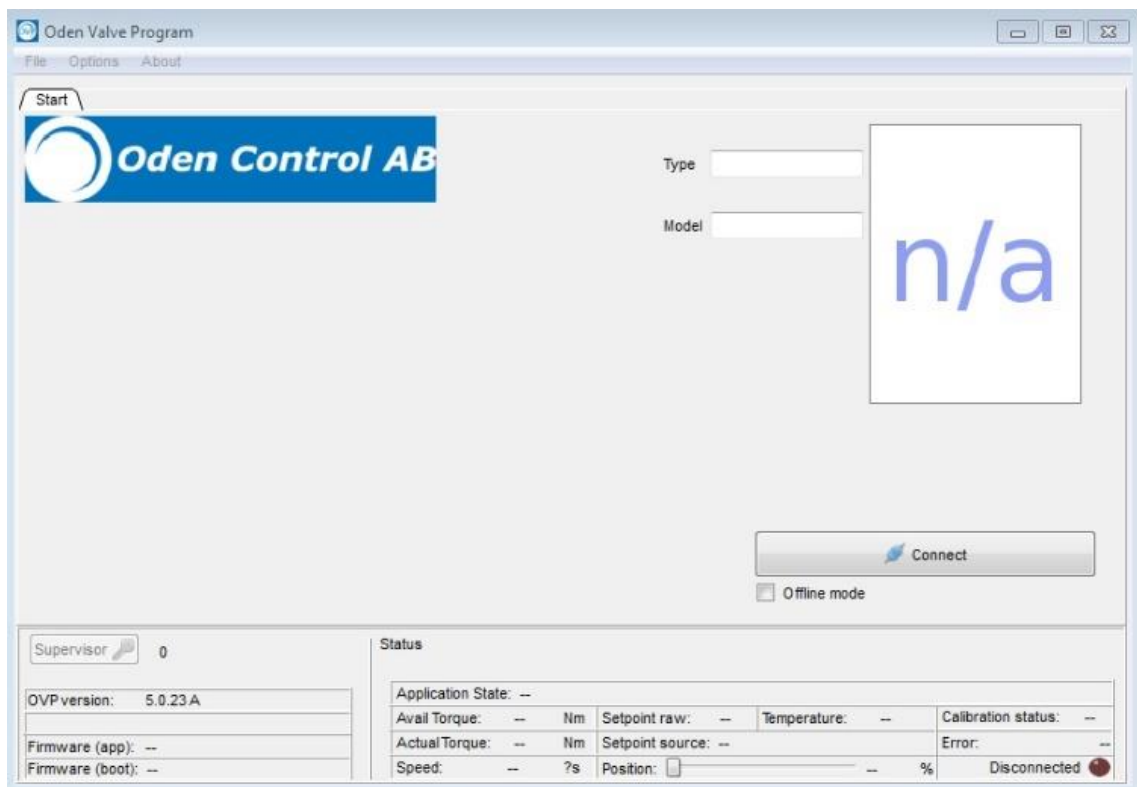 Oden Valve Program
File Options About
Start
Oden Control AB
Type
Model
n/a
Connect
Offline mode
Supervisor 0
Status
OVP version: 5.0.23 A
Firmware (app): --
Firmware (boot): --
Application State: --
Avail Torque: -- Nm Setpoint raw: -- Temperature: -- Calibration status: --
Actual Torque: -- Nm Setpoint source: -- Error: --
Speed: -- ?s Position: -- % Disconnected